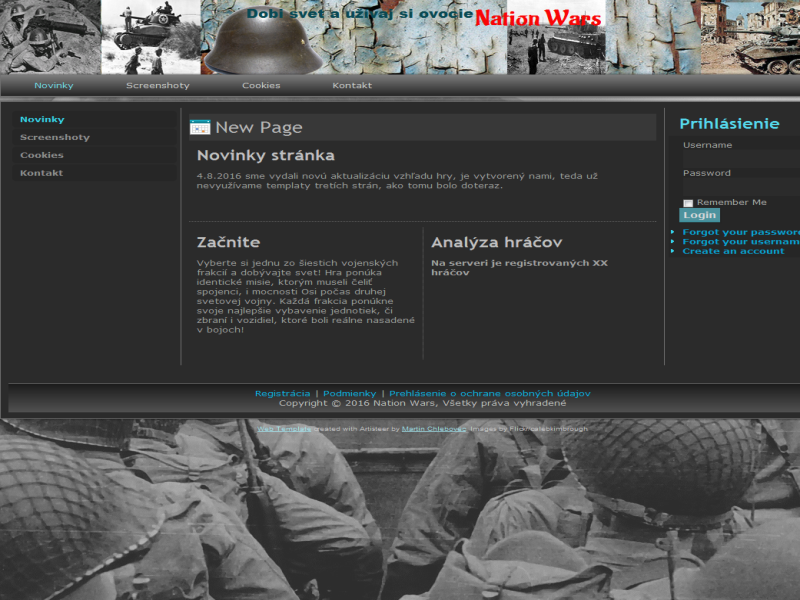 Dobi svet a užívaj si ovocie
Nation Wars
Novinky Screenshoty Cookies Kontakt
Novinky
Screenshoty
Cookies
Kontakt
New Page
Novinky stránka
4.8.2016 sme vydali novú aktualizáciu vzhľadu hry, je vytvorený nami, teda už
nevyužívame templaty tretích strán, ako tomu bolo doteraz.
Začnite
Vyberte si jednu zo šiestich vojenských
frakcií a dobývajte svet! Hra ponúka
identické misie, ktorým museli čeliť
spojenci, i mocnosti Osi počas druhej
svetovej vojny. Každá frakcia ponúkne
svoje najlepšie vybavenie jednotiek, či
zbraní i vozidiel, ktoré boli reálne nasadené
v bojoch!
Analýza hráčov
Na serveri je registrovaných XX
hráčov
Prihlásienie
Username
Password
Remember Me
Login
Forgot your passwor
Forgot your usernam
Create an account
Registrácia | Podmienky | Prehlásenie o ochrane osobných údajov
Copyright © 2016 Nation Wars, Všetky práva vyhradené
Web Template created with Artisteer by Martin Chlebovec. Images by Flickr/